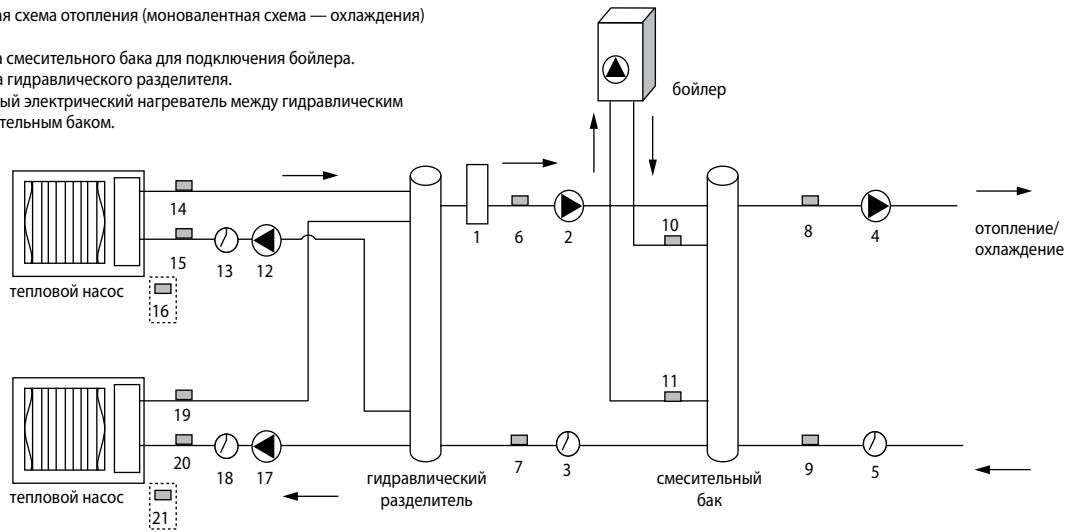 ая схема отопления (моновалентная схема — охлаждения)
а смесительного бака для подключения бойлера.
а гидравлического разделителя.
ный электрический нагреватель между гидравлическим
тельным баком.
бойлер
14
15
13
12
тепловой насос
16
1
6
2
10
8
4
отопление/
охлаждение
19
11
20
18
17
7
3
9
5
тепловой насос
21
гидравлический
разделитель
смесительный
бак